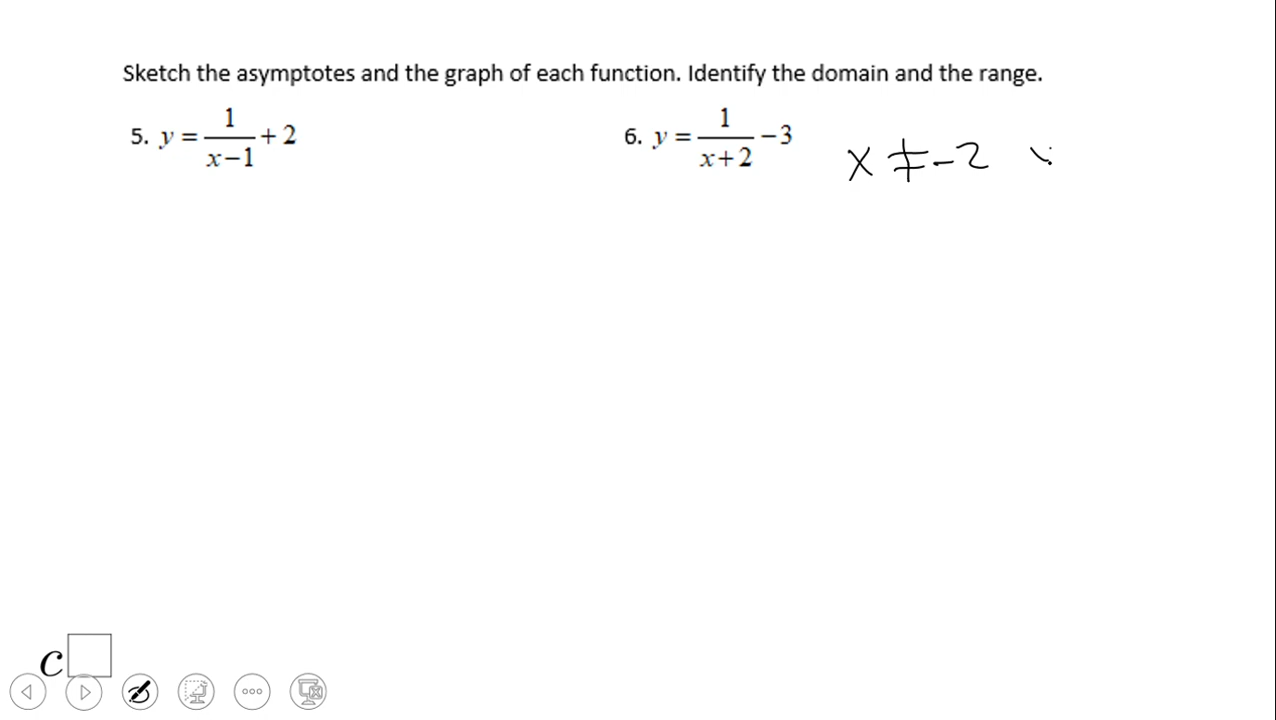 Sketch the asymptotes and the graph of each function. Identify the domain and the range.
5. y = 1/(x−1) + 2
6. y = 1/(x+2) − 3 x ≠ −2
c